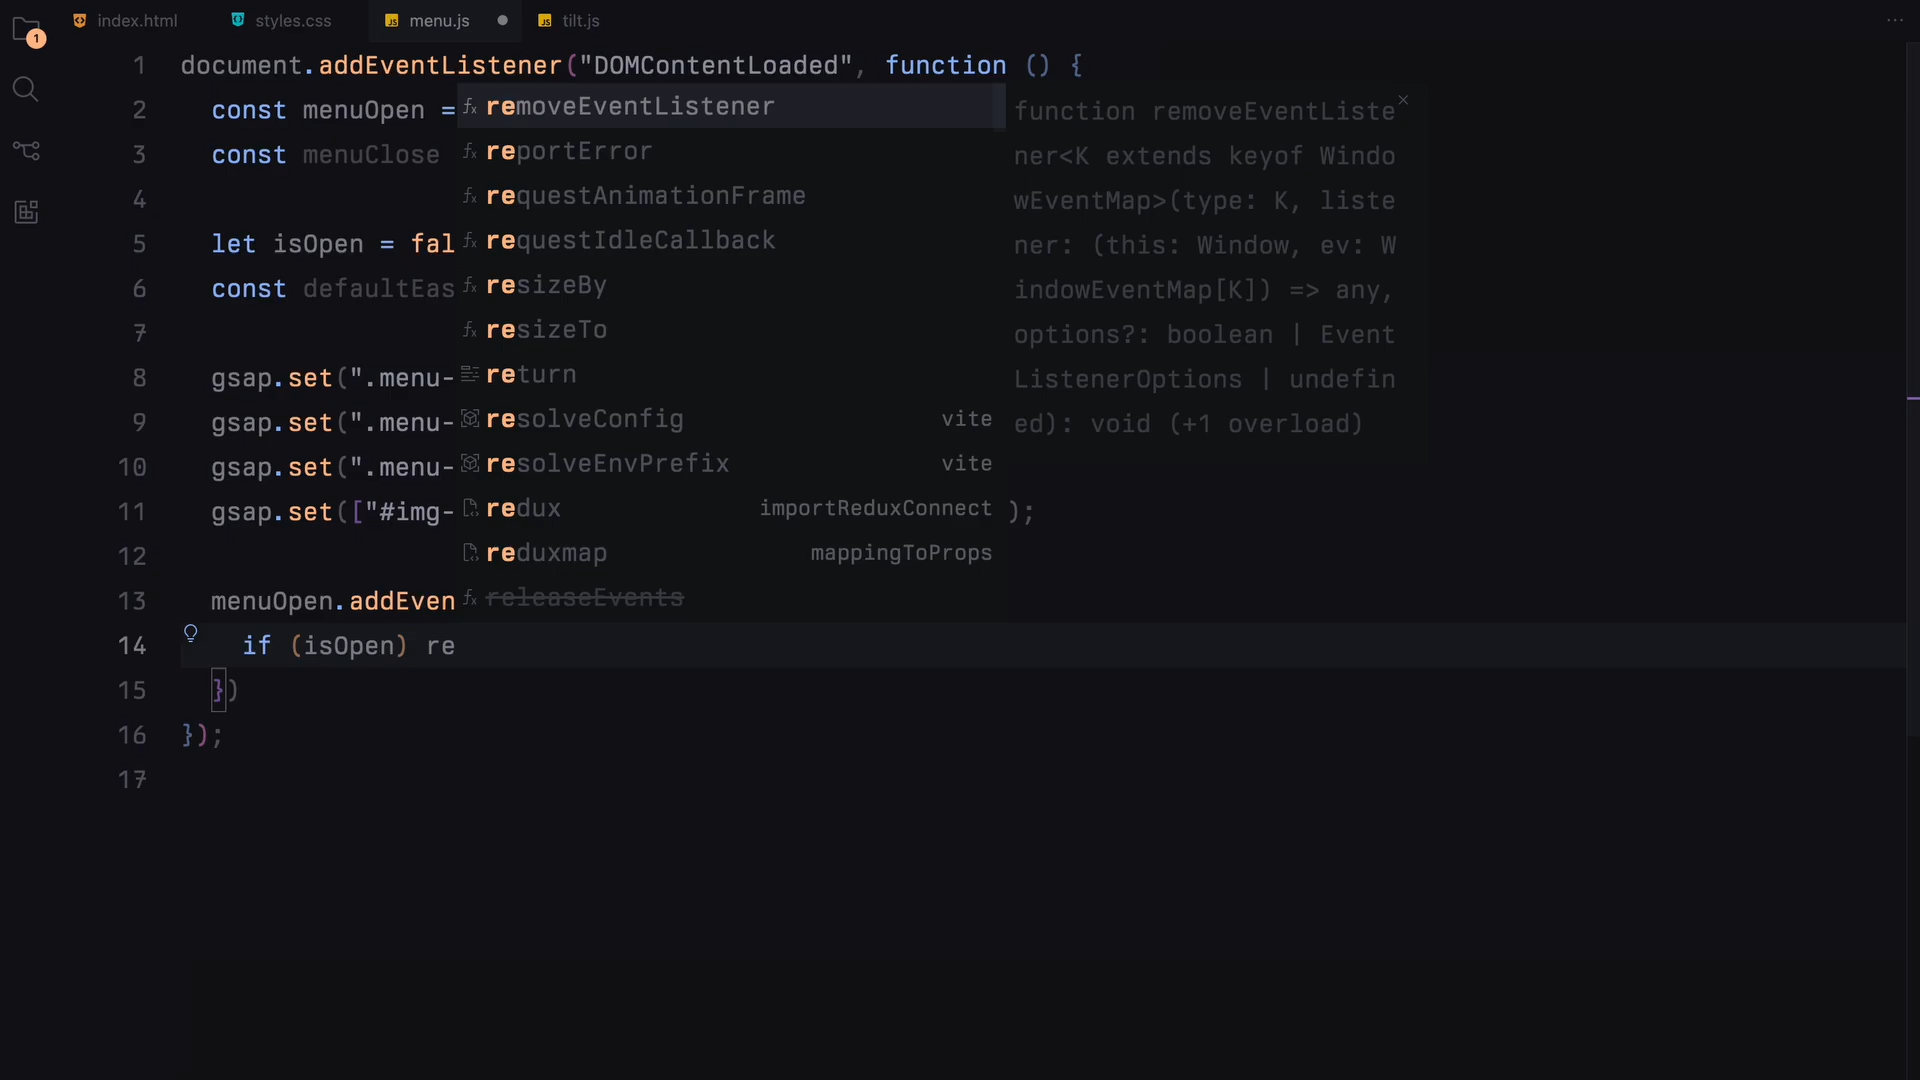 index.html
styles.css
menu.js
tilt.js
1
1 document.addEventListener("DOMContentLoaded", function () {
2 const menuOpen =
3 const menuClose
4
5 let isOpen = fal
6 const defaultEas
7
8 gsap.set(".menu-
9 gsap.set(".menu-
10 gsap.set(".menu-
11 gsap.set(["#img- );
12
13 menuOpen.addEven
14 if (isOpen) re
15 })
16 });
17
removeEventListener
reportError
requestAnimationFrame
requestIdleCallback
resizeBy
resizeTo
return
resolveConfig vite
resolveEnvPrefix vite
redux importReduxConnect
reduxmap mappingToProps
releaseEvents
function removeEventListe
ner<K extends keyof Windo
wEventMap>(type: K, liste
ner: (this: Window, ev: W
indowEventMap[K]) => any,
options?: boolean | Event
ListenerOptions | undefin
ed): void (+1 overload)